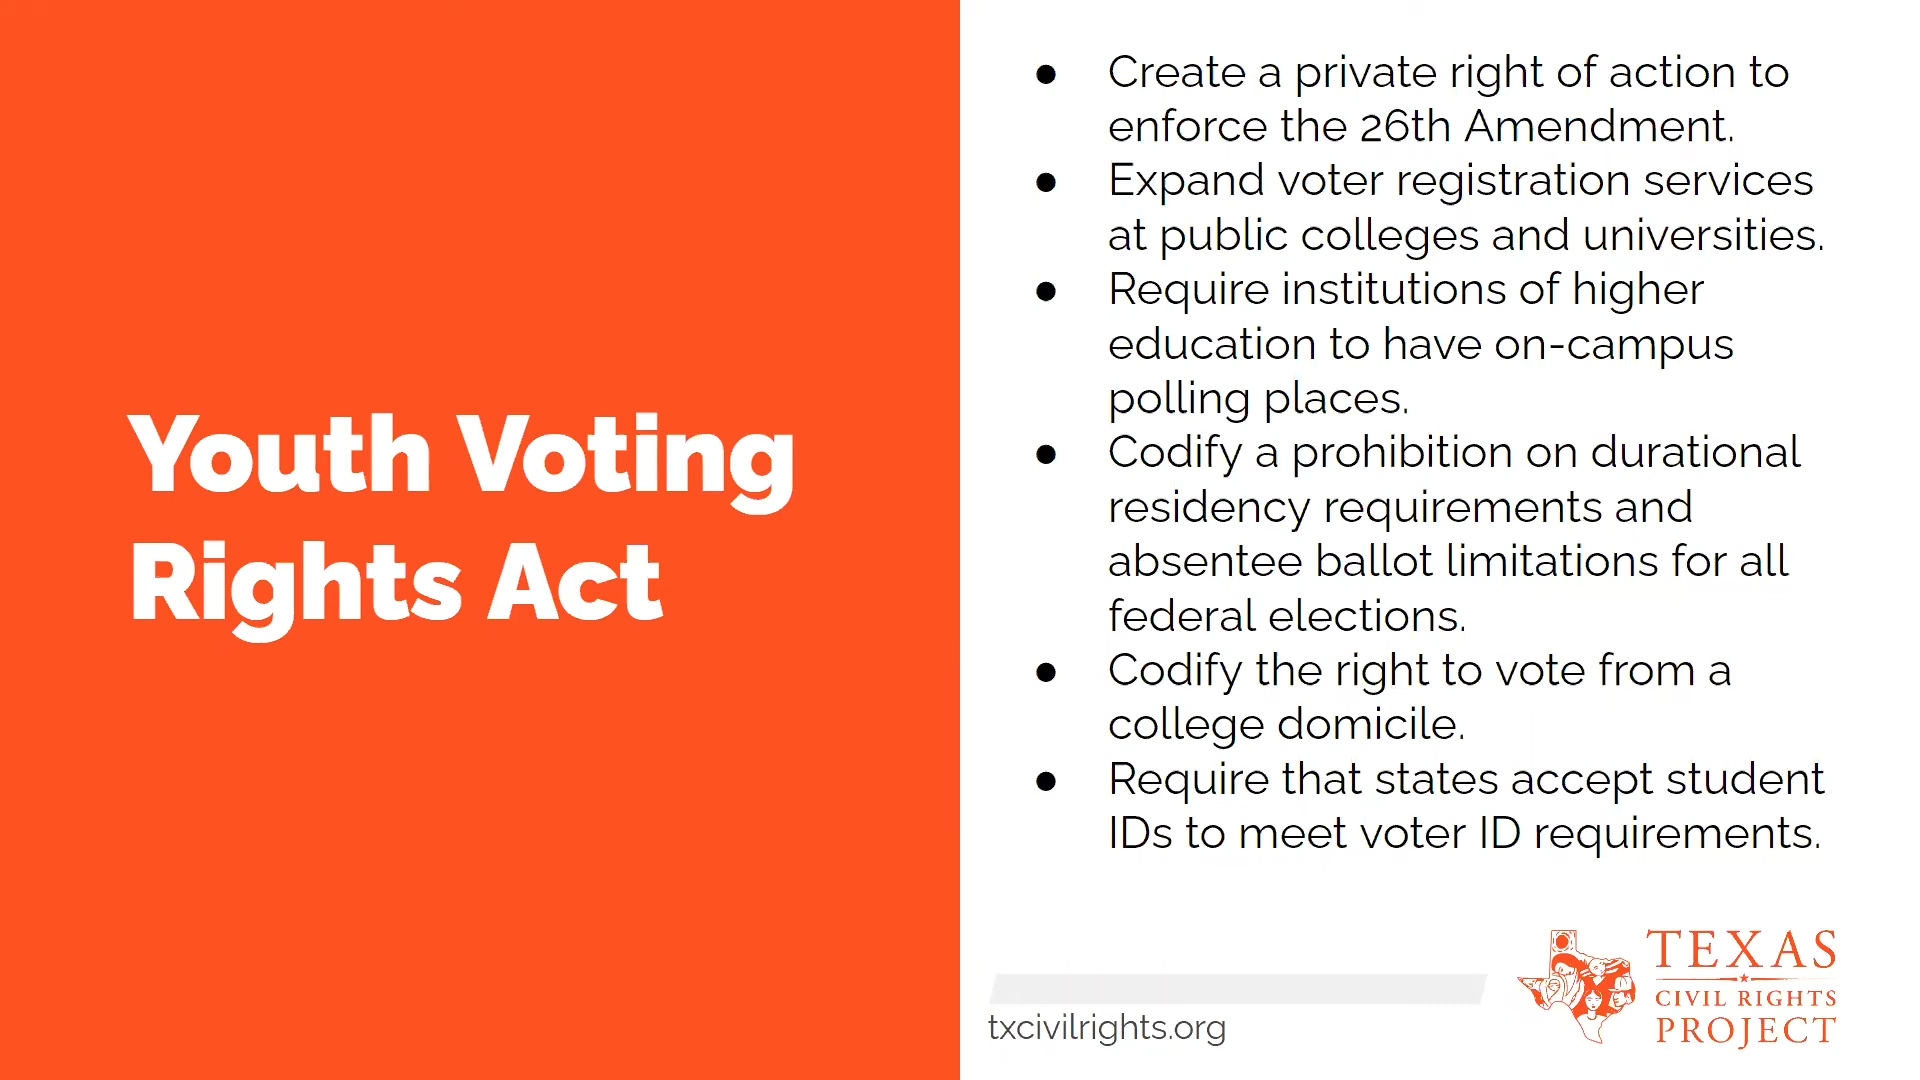 Youth Voting
Rights Act
● Create a private right of action to
enforce the 26th Amendment.
● Expand voter registration services
at public colleges and universities.
● Require institutions of higher
education to have on-campus
polling places.
● Codify a prohibition on durational
residency requirements and
absentee ballot limitations for all
federal elections.
● Codify the right to vote from a
college domicile.
● Require that states accept student
IDs to meet voter ID requirements.
txcivilrights.org
TEXAS
CIVIL RIGHTS
PROJECT